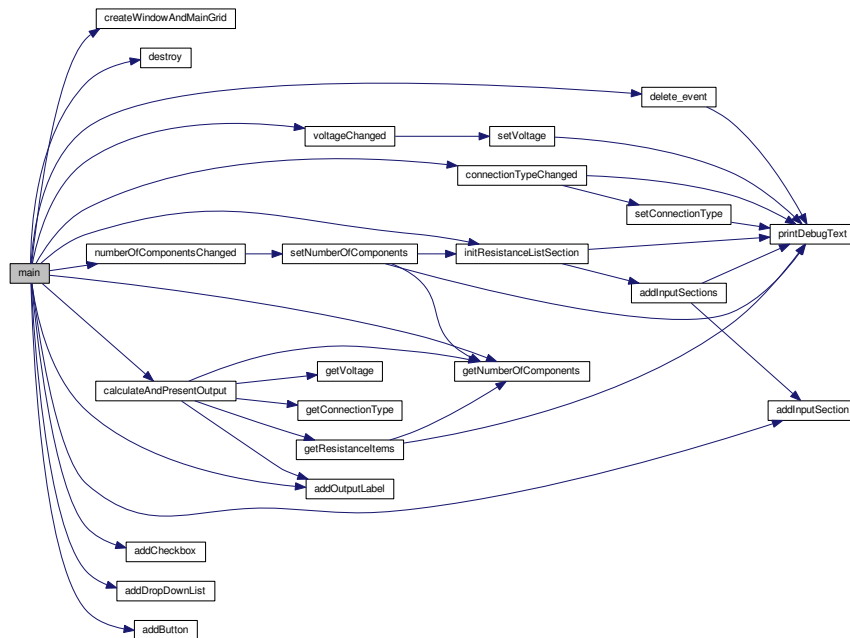 createWindowAndMainGrid
destroy
delete_event
voltageChanged
setVoltage
connectionTypeChanged
setConnectionType
printDebugText
numberOfComponentsChanged
setNumberOfComponents
initResistanceListSection
main
addInputSections
getVoltage
getNumberOfComponents
calculateAndPresentOutput
getConnectionType
addInputSection
getResistanceItems
addOutputLabel
addCheckbox
addDropDownList
addButton